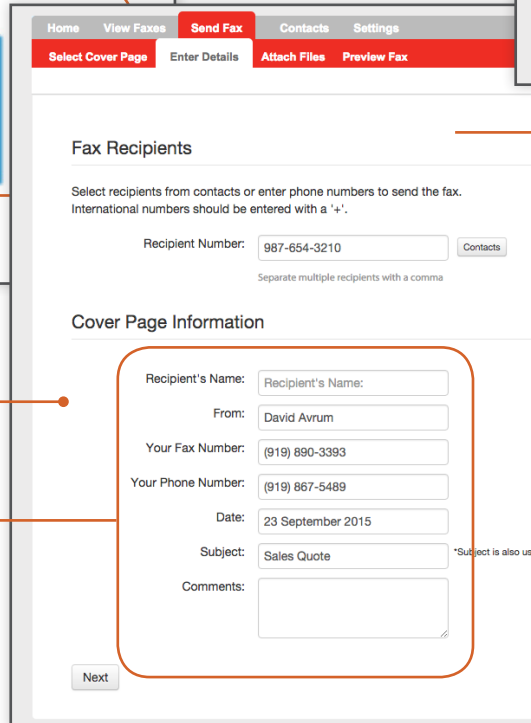 Home View Faxes Send Fax Contacts Settings
Select Cover Page Enter Details Attach Files Preview Fax
Fax Recipients
Select recipients from contacts or enter phone numbers to send the fax.
International numbers should be entered with a '+'.
Recipient Number: 987-654-3210 Contacts
Separate multiple recipients with a comma
Cover Page Information
Recipient's Name: Recipient's Name:
From: David Avrum
Your Fax Number: (919) 890-3393
Your Phone Number: (919) 867-5489
Date: 23 September 2015
Subject: Sales Quote *Subject is also us
Comments:
Next